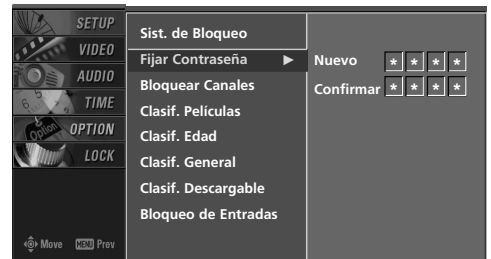 SETUP
VIDEO
AUDIO
TIME
OPTION
LOCK
Move MENU Prev
Sist. de Bloqueo
Fijar Contraseña ►
Bloquear Canales
Clasif. Películas
Clasif. Edad
Clasif. General
Clasif. Descargable
Bloqueo de Entradas
Nuevo * * * *
Confirmar * * * *